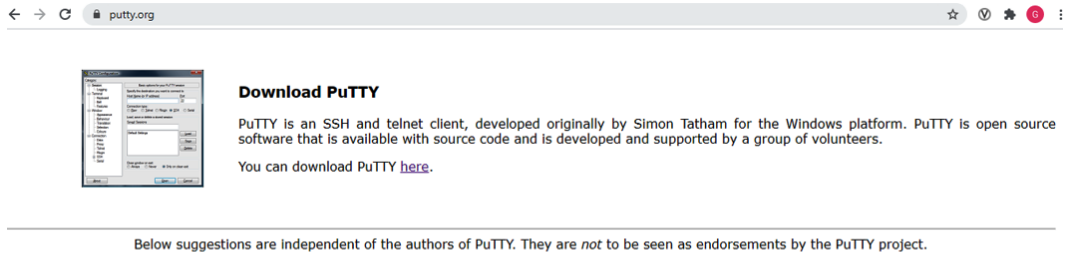 putty.org
G
Download PuTTY
PuTTY is an SSH and telnet client, developed originally by Simon Tatham for the Windows platform. PuTTY is open source
software that is available with source code and is developed and supported by a group of volunteers.
You can download PuTTY here.
Below suggestions are independent of the authors of PuTTY. They are not to be seen as endorsements by the PuTTY project.